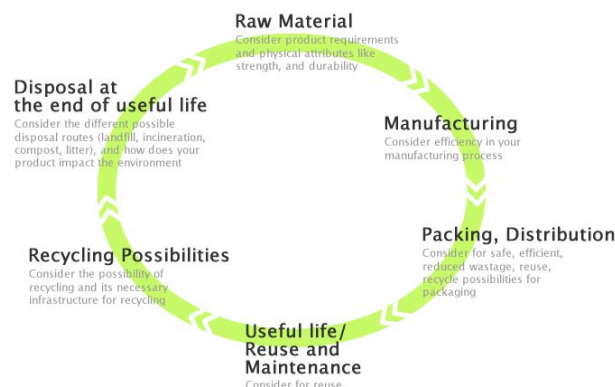 Raw Material
Consider product requirements
and physical attributes like
strength, and durability
Disposal at
the end of useful life
Consider the different possible
disposal routes (landfill, incineration,
compost, litter), and how does your
product impact the environment
Manufacturing
Consider efficiency in your
manufacturing process
Packing, Distribution
Consider for safe, efficient,
reduced wastage, reuse,
recycle possibilities for
packaging
Recycling Possibilities
Consider the possibility of
recycling and its necessary
infrastructure for recycling
Useful life/
Reuse and
Maintenance
Consider for reuse